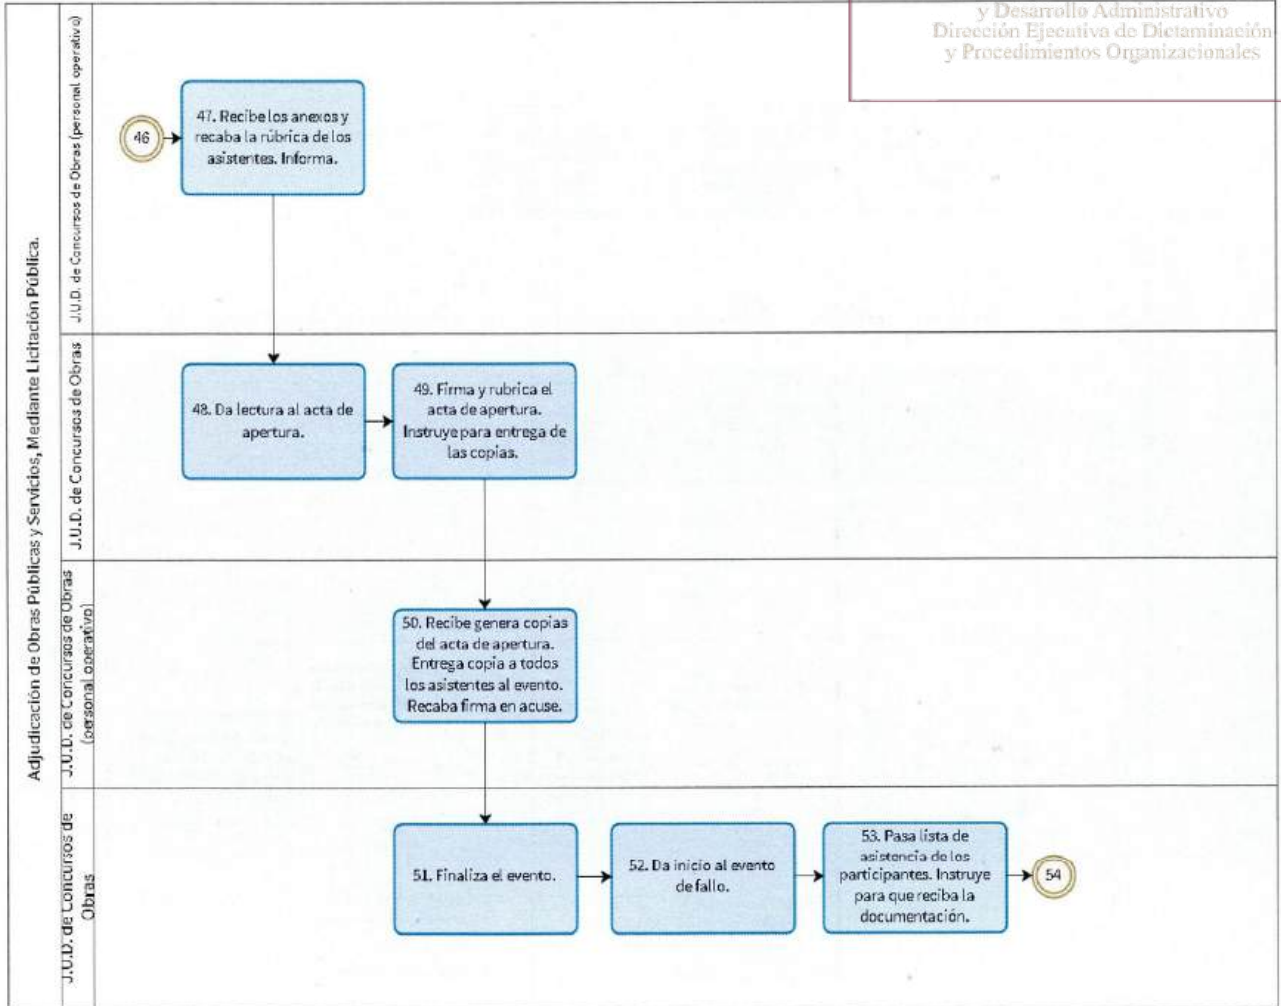 y Desarrollo Administrativo
Dirección Ejecutiva de Dictaminación
y Procedimientos Organizacionales
Adjudicación de Obras Públicas y Servicios, Mediante Licitación Pública.
J.U.D. de Concursos de Obras (personal operativo)
46
47. Recibe los anexos y
recaba la rúbrica de los
asistentes. Informa.
J.U.D. de Concursos de Obras
48. Da lectura al acta de
apertura.
49. Firma y rubrica el
acta de apertura.
Instruye para entrega de
las copias.
J.U.D. de Concursos de Obras
(personal operativo)
50. Recibe genera copias
del acta de apertura.
Entrega copia a todos
los asistentes al evento.
Recaba firma en acuse.
J.U.D. de Concursos de
Obras
51. Finaliza el evento.
52. Da inicio al evento
de fallo.
53. Pasa lista de
asistencia de los
participantes. Instruye
para que reciba la
documentación.
54